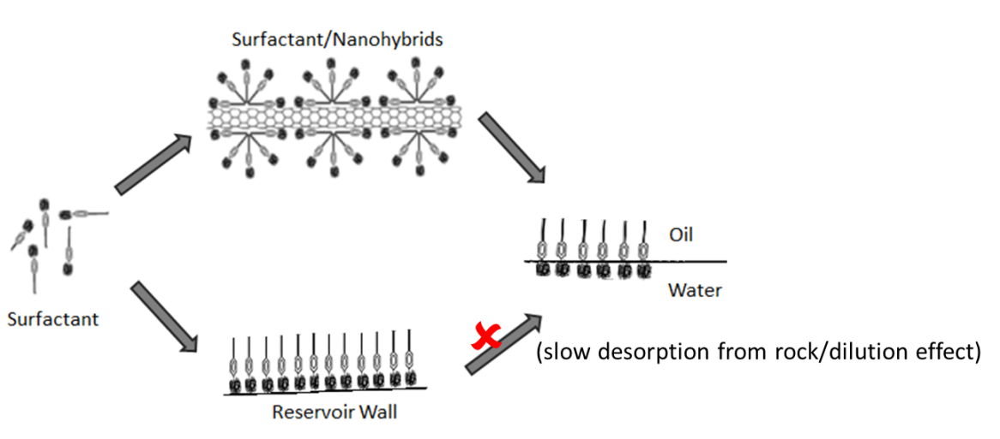 Surfactant/Nanohybrids
Oil
Water
Surfactant
(slow desorption from rock/dilution effect)
Reservoir Wall